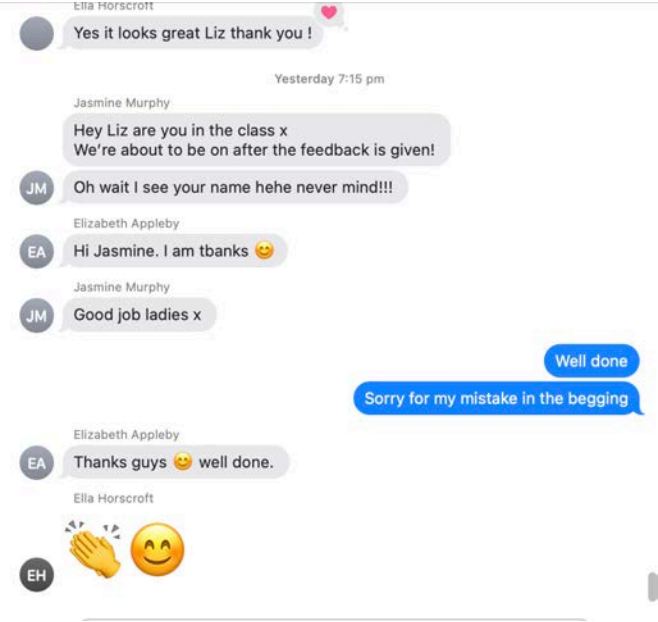 Ella Horscroft
Yes it looks great Liz thank you !
Yesterday 7:15 pm
Jasmine Murphy
Hey Liz are you in the class x
We're about to be on after the feedback is given!
JM
Oh wait I see your name hehe never mind!!!
Elizabeth Appleby
EA
Hi Jasmine. I am tbanks 😊
Jasmine Murphy
JM
Good job ladies x
Well done
Sorry for my mistake in the begging
Elizabeth Appleby
EA
Thanks guys 😊 well done.
Ella Horscroft
👏😊
EH